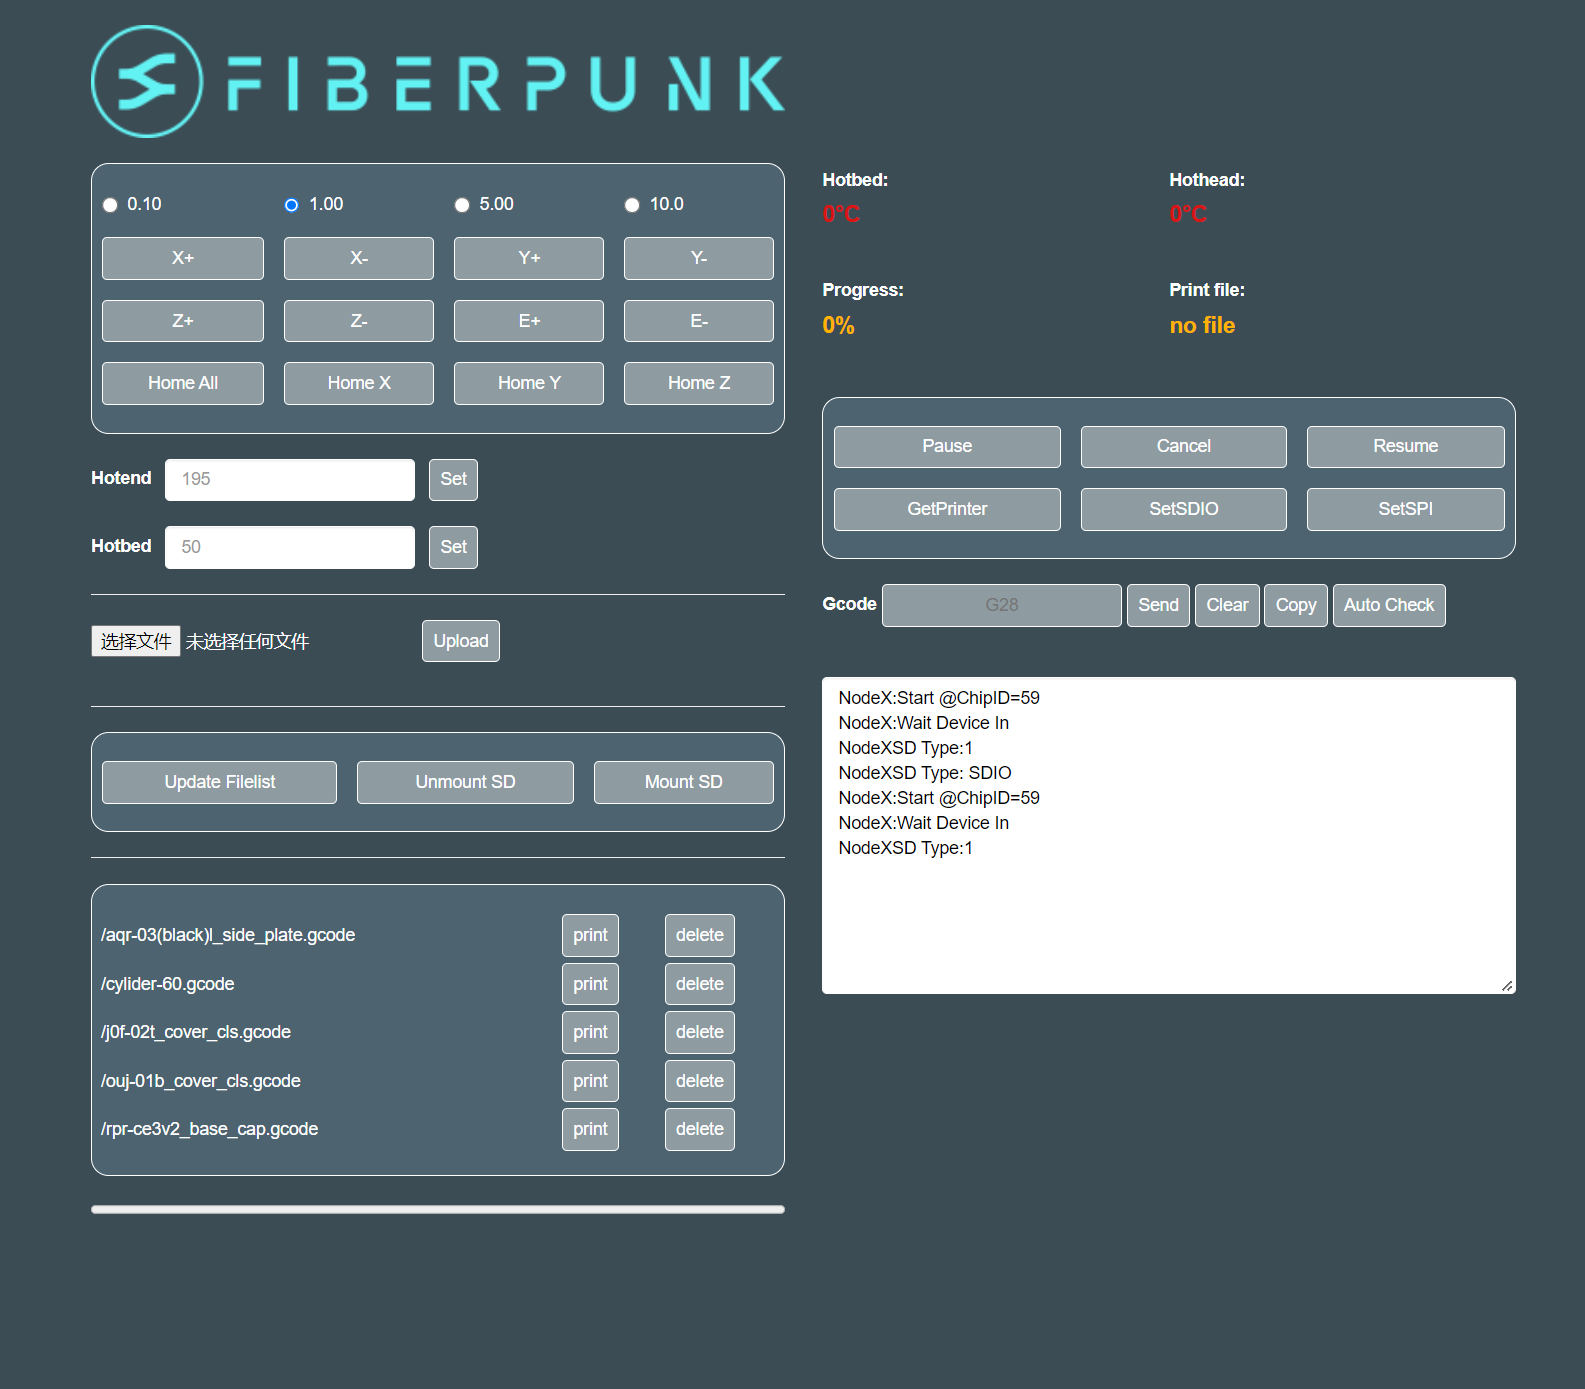 FIBERPUNK
0.10 1.00 5.00 10.0
X+ X- Y+ Y-
Z+ Z- E+ E-
Home All Home X Home Y Home Z
Hotend 195 Set
Hotbed 50 Set
选择文件 未选择任何文件 Upload
Update Filelist Unmount SD Mount SD
/aqr-03(black)l_side_plate.gcode print delete
/cylider-60.gcode print delete
/j0f-02t_cover_cls.gcode print delete
/ouj-01b_cover_cls.gcode print delete
/rpr-ce3v2_base_cap.gcode print delete
Hotbed: Hothead:
0°C 0°C
Progress: Print file:
0% no file
Pause Cancel Resume
GetPrinter SetSDIO SetSPI
Gcode G28 Send Clear Copy Auto Check
NodeX:Start @ChipID=59
NodeX:Wait Device In
NodeXSD Type:1
NodeXSD Type: SDIO
NodeX:Start @ChipID=59
NodeX:Wait Device In
NodeXSD Type:1